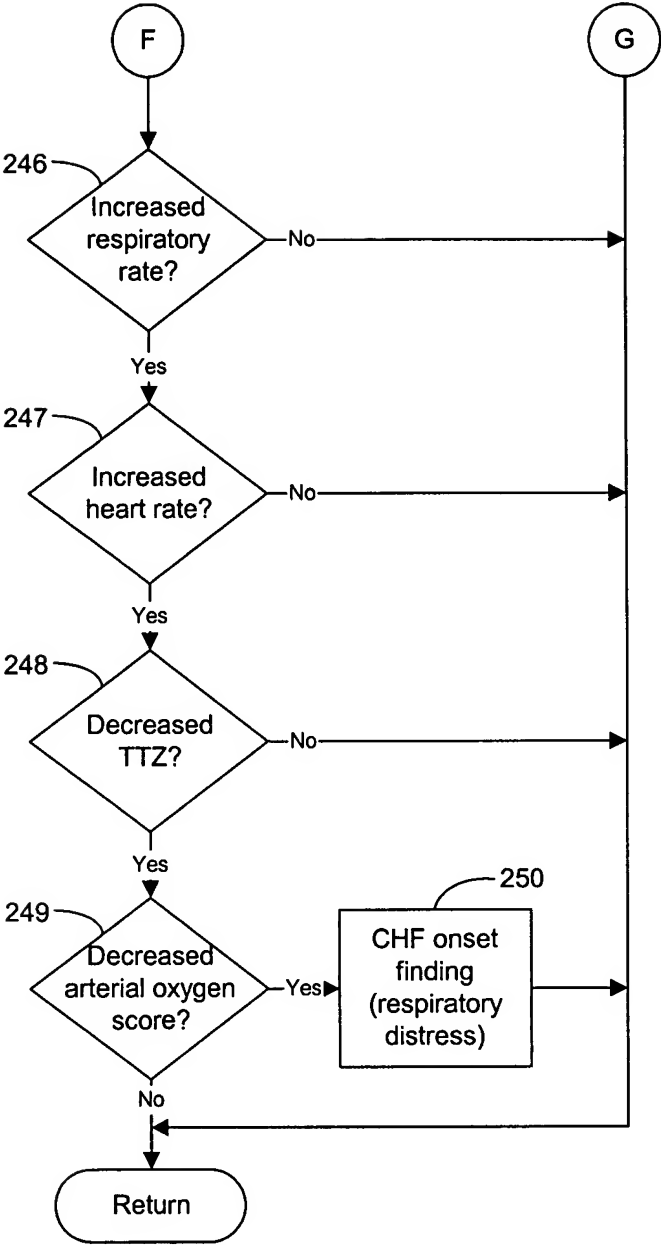 F
G
246
Increased
respiratory
rate?
No
Yes
247
Increased
heart rate?
No
Yes
248
Decreased
TTZ?
No
Yes
250
249
Decreased
arterial oxygen
score?
Yes
CHF onset
finding
(respiratory
distress)
No
Return